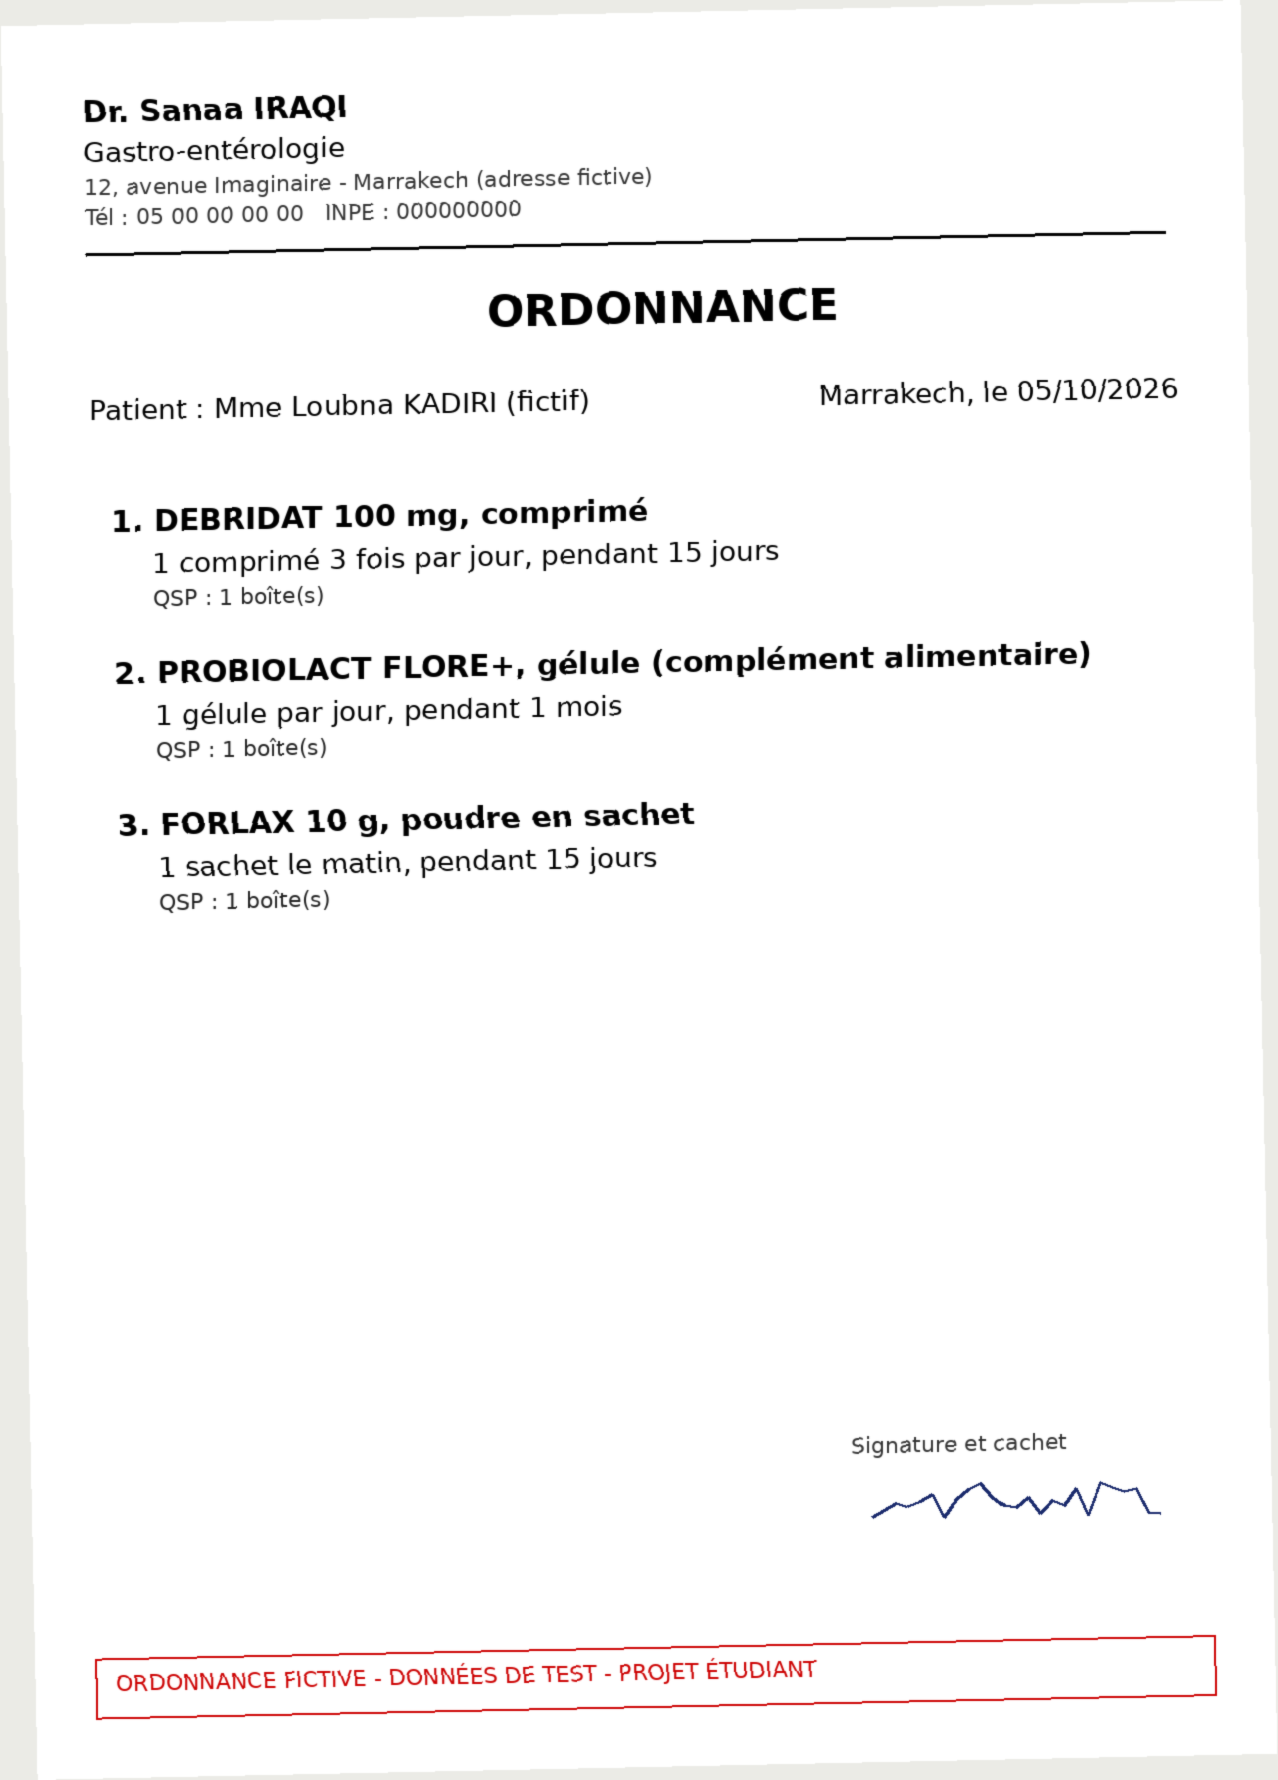 Dr. Sanaa IRAQI
Gastro-entérologie
12, avenue Imaginaire - Marrakech (adresse fictive)
Tél : 05 00 00 00 00 INPE : 000000000
ORDONNANCE
Patient : Mme Loubna KADIRI (fictif)
Marrakech, le 05/10/2026
1. DEBRIDAT 100 mg, comprimé
1 comprimé 3 fois par jour, pendant 15 jours
QSP : 1 boîte(s)
2. PROBIOLACT FLORE+, gélule (complément alimentaire)
1 gélule par jour, pendant 1 mois
QSP : 1 boîte(s)
3. FORLAX 10 g, poudre en sachet
1 sachet le matin, pendant 15 jours
QSP : 1 boîte(s)
Signature et cachet
ORDONNANCE FICTIVE - DONNÉES DE TEST - PROJET ÉTUDIANT